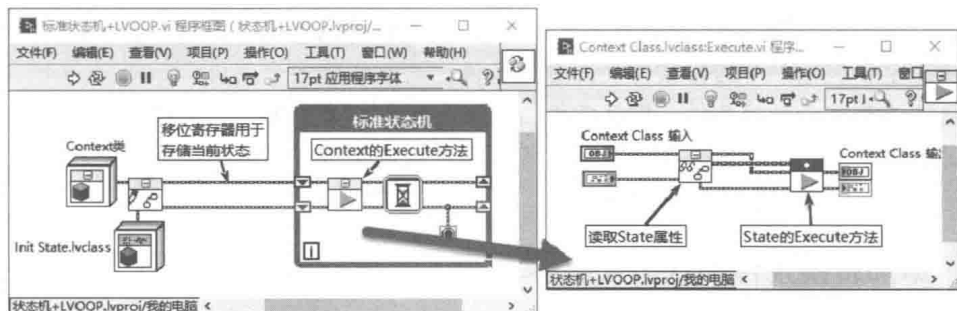 标准状态机+LVOOP.vi 程序框图 (状态机+LVOOP.lvproj/...
文件(F) 编辑(E) 查看(V) 项目(P) 操作(O) 工具(T) 窗口(W) 帮助(H)
17pt 应用程序字体
移位寄存器用于
存储当前状态
Context类
Init State.lvclass
标准状态机
Context的Execute方法
i
状态机+LVOOP.lvproj/我的电脑
Context Class.lvclass:Execute.vi 程序...
文件(F) 编辑(E) 查看(V) 项目(P) 操作(O) 工具(T) 窗口
17pt
Context Class 输入
OBJ
Context Class 输出
OBJ
读取State属性
State的Execute方法
状态机+LVOOP.lvproj/我的电脑